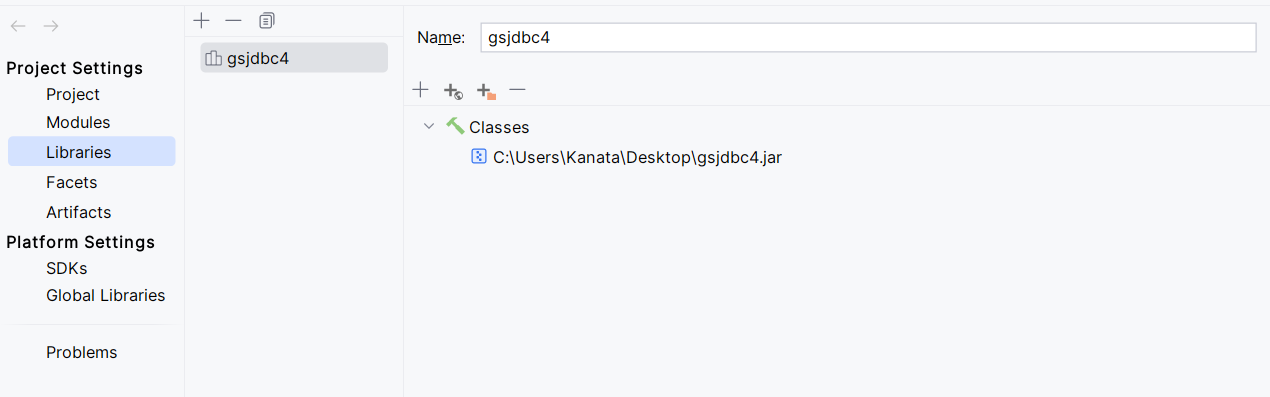 Project Settings
Project
Modules
Libraries
Facets
Artifacts
Platform Settings
SDKs
Global Libraries
Problems
gsjdbc4
Name: gsjdbc4
Classes
C:\Users\Kanata\Desktop\gsjdbc4.jar